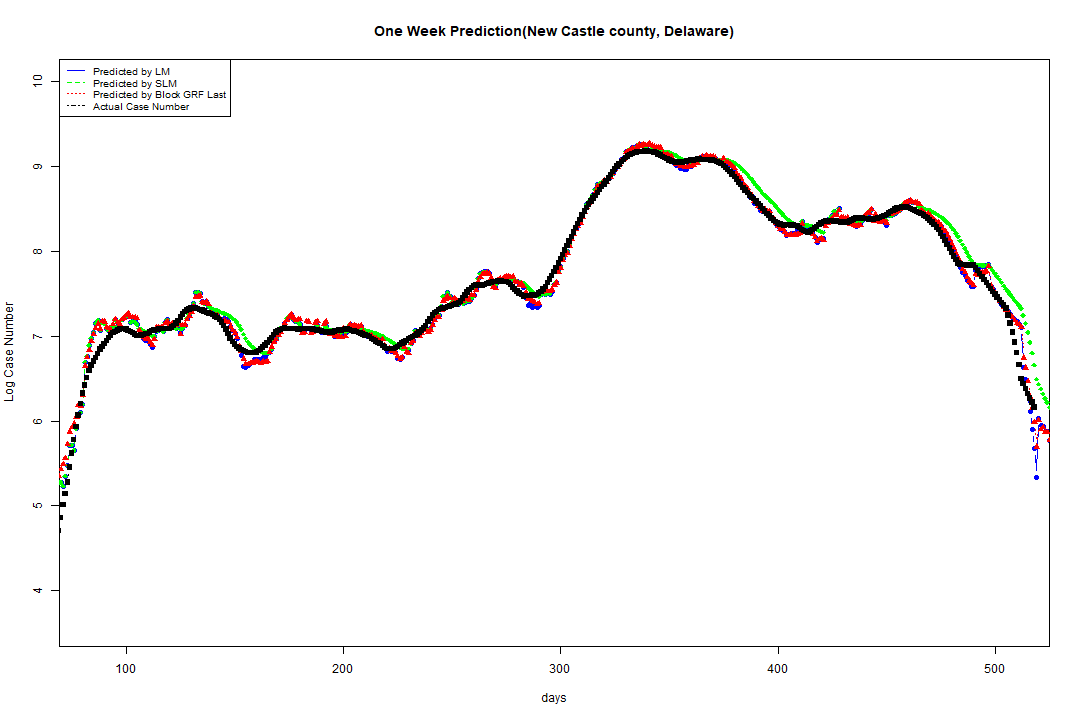 One Week Prediction(New Castle county, Delaware)
Predicted by LM
Predicted by SLM
Predicted by Block GRF Last
Actual Case Number
10
9
8
7
6
5
4
Log Case Number
100 200 300 400 500
days